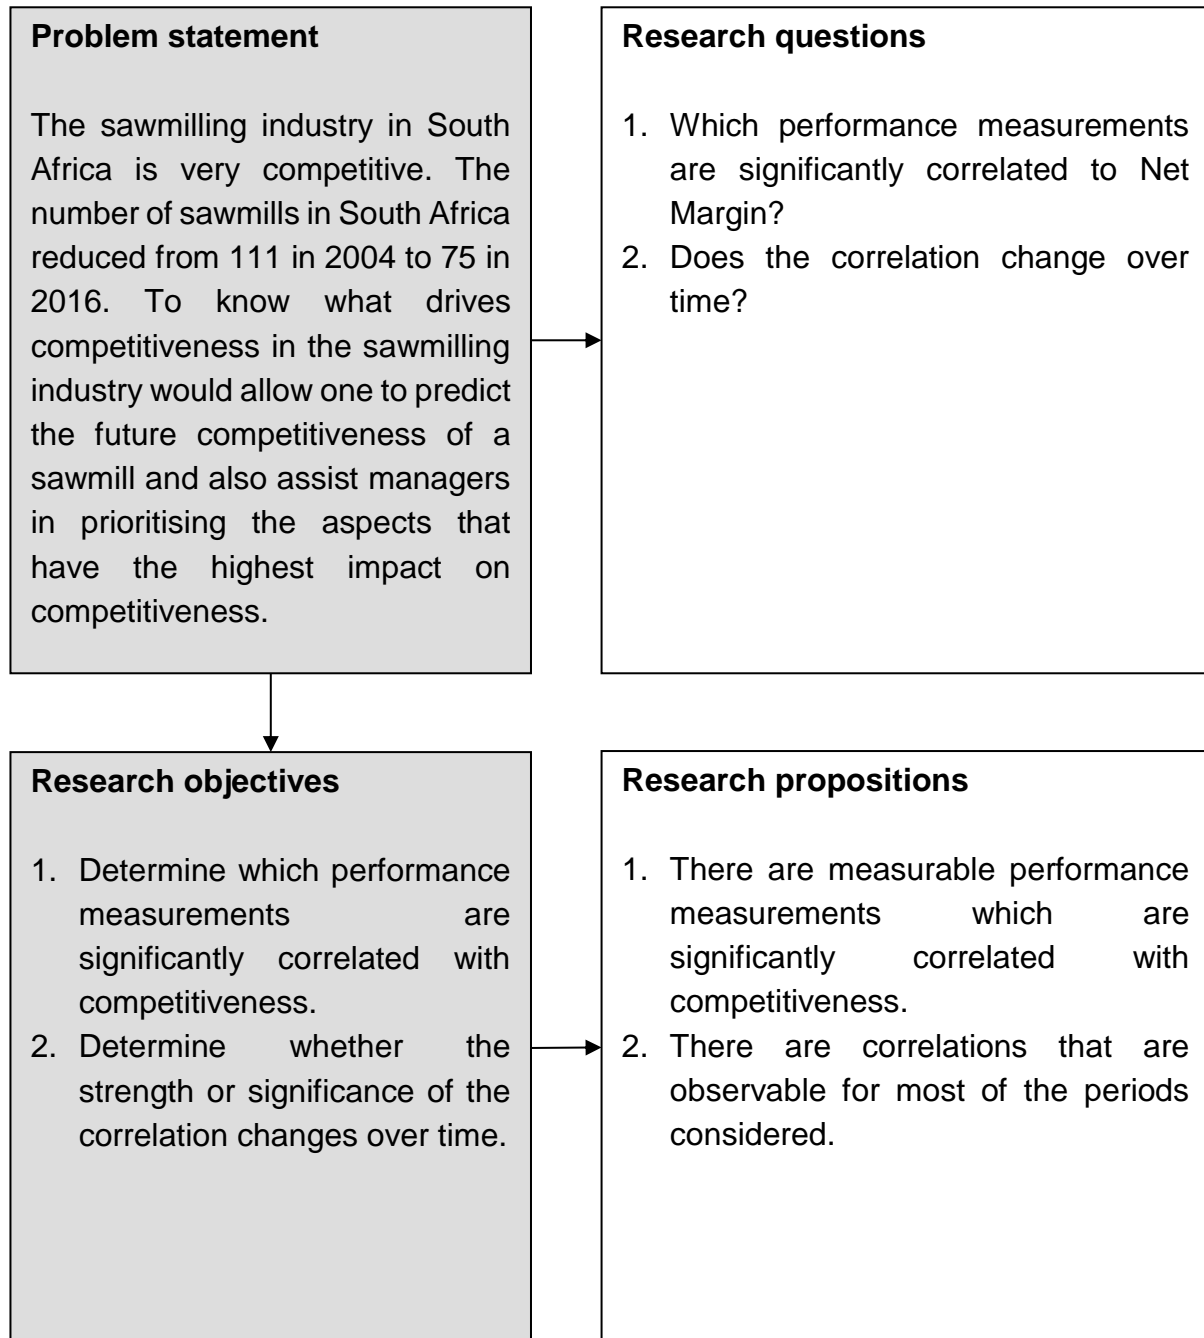 Problem statement
The sawmilling industry in South
Africa is very competitive. The
number of sawmills in South Africa
reduced from 111 in 2004 to 75 in
2016. To know what drives
competitiveness in the sawmilling
industry would allow one to predict
the future competitiveness of a
sawmill and also assist managers
in prioritising the aspects that
have the highest impact on
competitiveness.
Research questions
1. Which performance measurements
are significantly correlated to Net
Margin?
2. Does the correlation change over
time?
Research objectives
1. Determine which performance
measurements are
significantly correlated with
competitiveness.
2. Determine whether the
strength or significance of the
correlation changes over time.
Research propositions
1. There are measurable performance
measurements which are
significantly correlated with
competitiveness.
2. There are correlations that are
observable for most of the periods
considered.